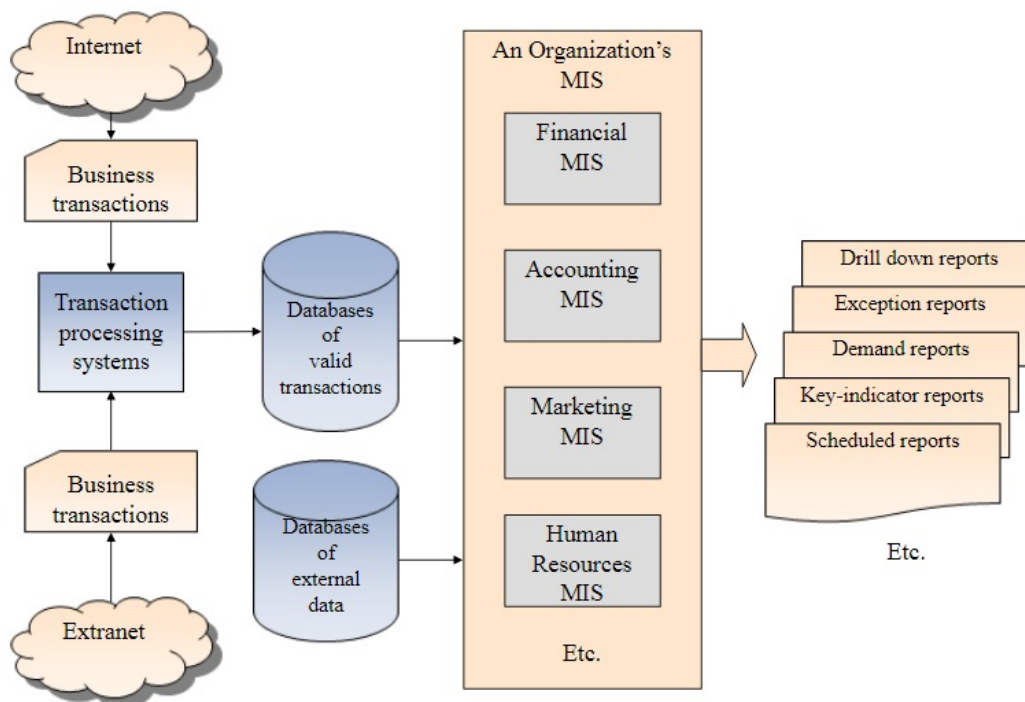 Internet
Business
transactions
Transaction
processing
systems
Business
transactions
Extranet
Databases
of
valid
transactions
Databases
of
external
data
An Organization’s
MIS
Financial
MIS
Accounting
MIS
Marketing
MIS
Human
Resources
MIS
Etc.
Drill down reports
Exception reports
Demand reports
Key-indicator reports
Scheduled reports
Etc.